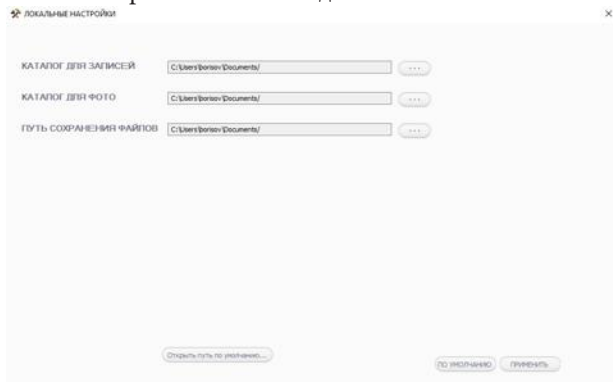 ЛОКАЛЬНЫЕ НАСТРОЙКИ
КАТАЛОГ ДЛЯ ЗАПИСЕЙ C:\Users\borisov\Documents/ ...
КАТАЛОГ ДЛЯ ФОТО C:\Users\borisov\Documents/ ...
ПУТЬ СОХРАНЕНИЯ ФАЙЛОВ C:\Users\borisov\Documents/ ...
Открыть путь по умолчанию...
ПО УМОЛЧАНИЮ ПРИМЕНИТЬ